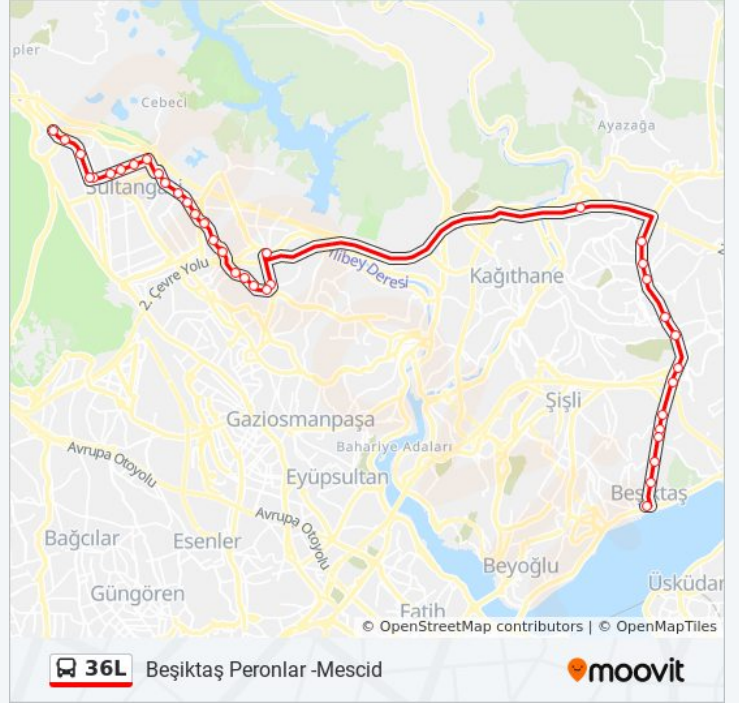 pler
Cebeci
Ayazağa
Sultangazi
2. Çevre Yolu
Alibey Deresi
Kağıthane
Şişli
Gaziosmanpaşa
Bahariye Adaları
Avrupa Otoyolu
Eyüpsultan
Beşiktaş
Avrupa Otoyolu
Bağcılar
Esenler
Beyoğlu
Üsküdar
Güngören
Fatih
© OpenStreetMap contributors | © OpenMapTiles
36L
Beşiktaş Peronlar -Mescid
moovit